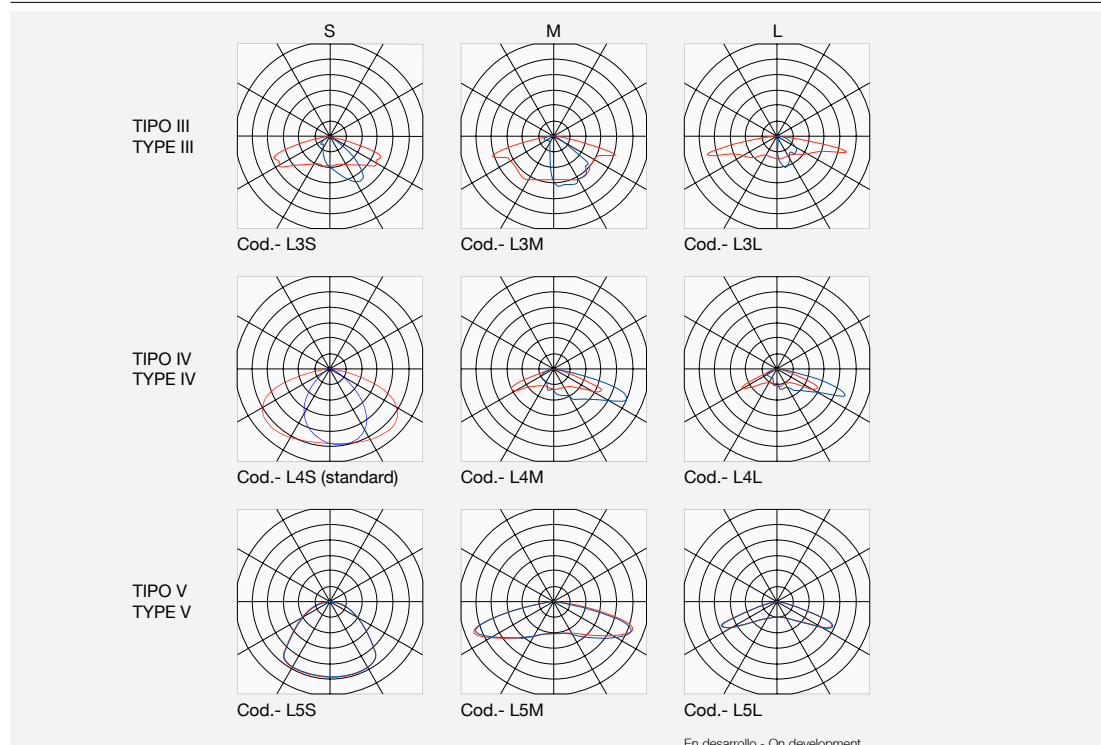 S M L
TIPO III
TYPE III
Cod.- L3S Cod.- L3M Cod.- L3L
TIPO IV
TYPE IV
Cod.- L4S (standard) Cod.- L4M Cod.- L4L
TIPO V
TYPE V
Cod.- L5S Cod.- L5M Cod.- L5L
En desarrollo - On development